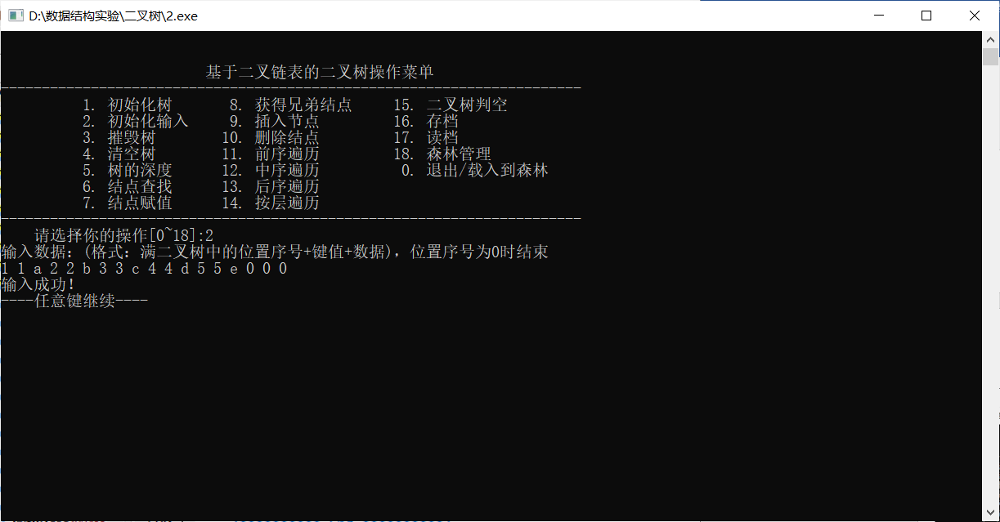 D:\数据结构实验\二叉树\2.exe
基于二叉链表的二叉树操作菜单
-----------------------------------------------------------------------
1. 初始化树 8. 获得兄弟结点 15. 二叉树判空
2. 初始化输入 9. 插入节点 16. 存档
3. 摧毁树 10. 删除结点 17. 读档
4. 清空树 11. 前序遍历 18. 森林管理
5. 树的深度 12. 中序遍历 0. 退出/载入到森林
6. 结点查找 13. 后序遍历
7. 结点赋值 14. 按层遍历
-----------------------------------------------------------------------
请选择你的操作[0~18]:2
输入数据：(格式：满二叉树中的位置序号+键值+数据)，位置序号为0时结束
1 1 a 2 2 b 3 3 c 4 4 d 5 5 e 0 0 0
输入成功！
----任意键继续----